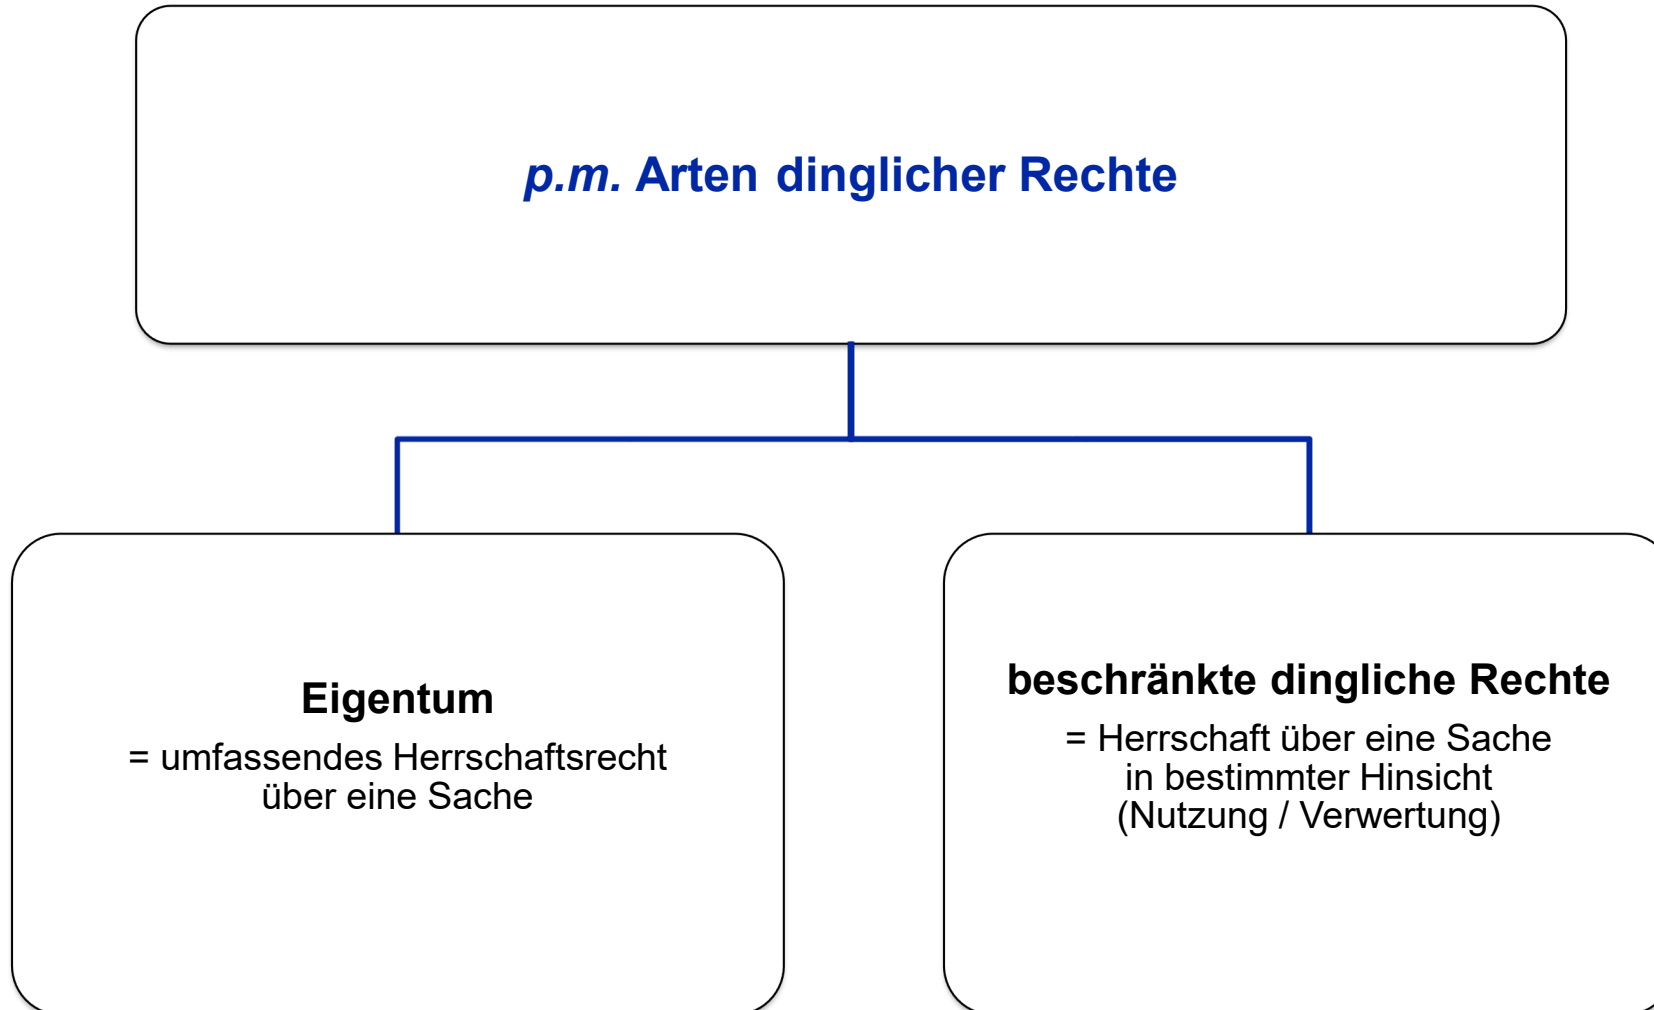 p.m. Arten dinglicher Rechte
Eigentum
= umfassendes Herrschaftsrecht
über eine Sache
beschränkte dingliche Rechte
= Herrschaft über eine Sache
in bestimmter Hinsicht
(Nutzung / Verwertung)